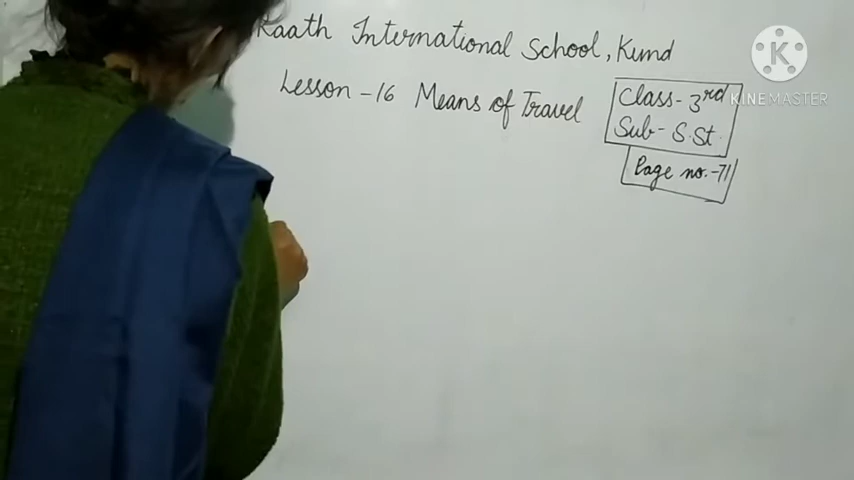 Raath International School, Kund
Lesson - 16 Means of Travel
Class - 3rd
Sub - S.St.
Page no. - 71
K
KINEMASTER